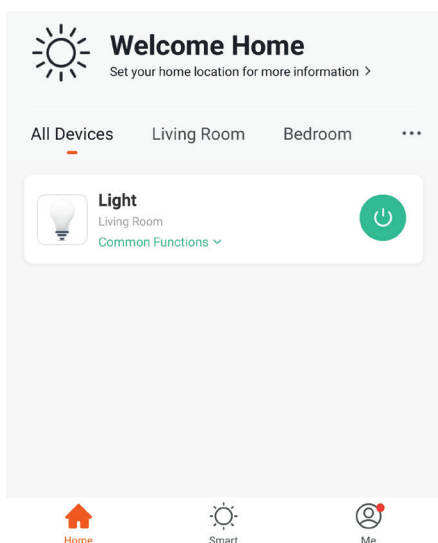 Welcome Home
Set your home location for more information >
All Devices Living Room Bedroom ...
Light
Living Room
Common Functions
Home Smart Me